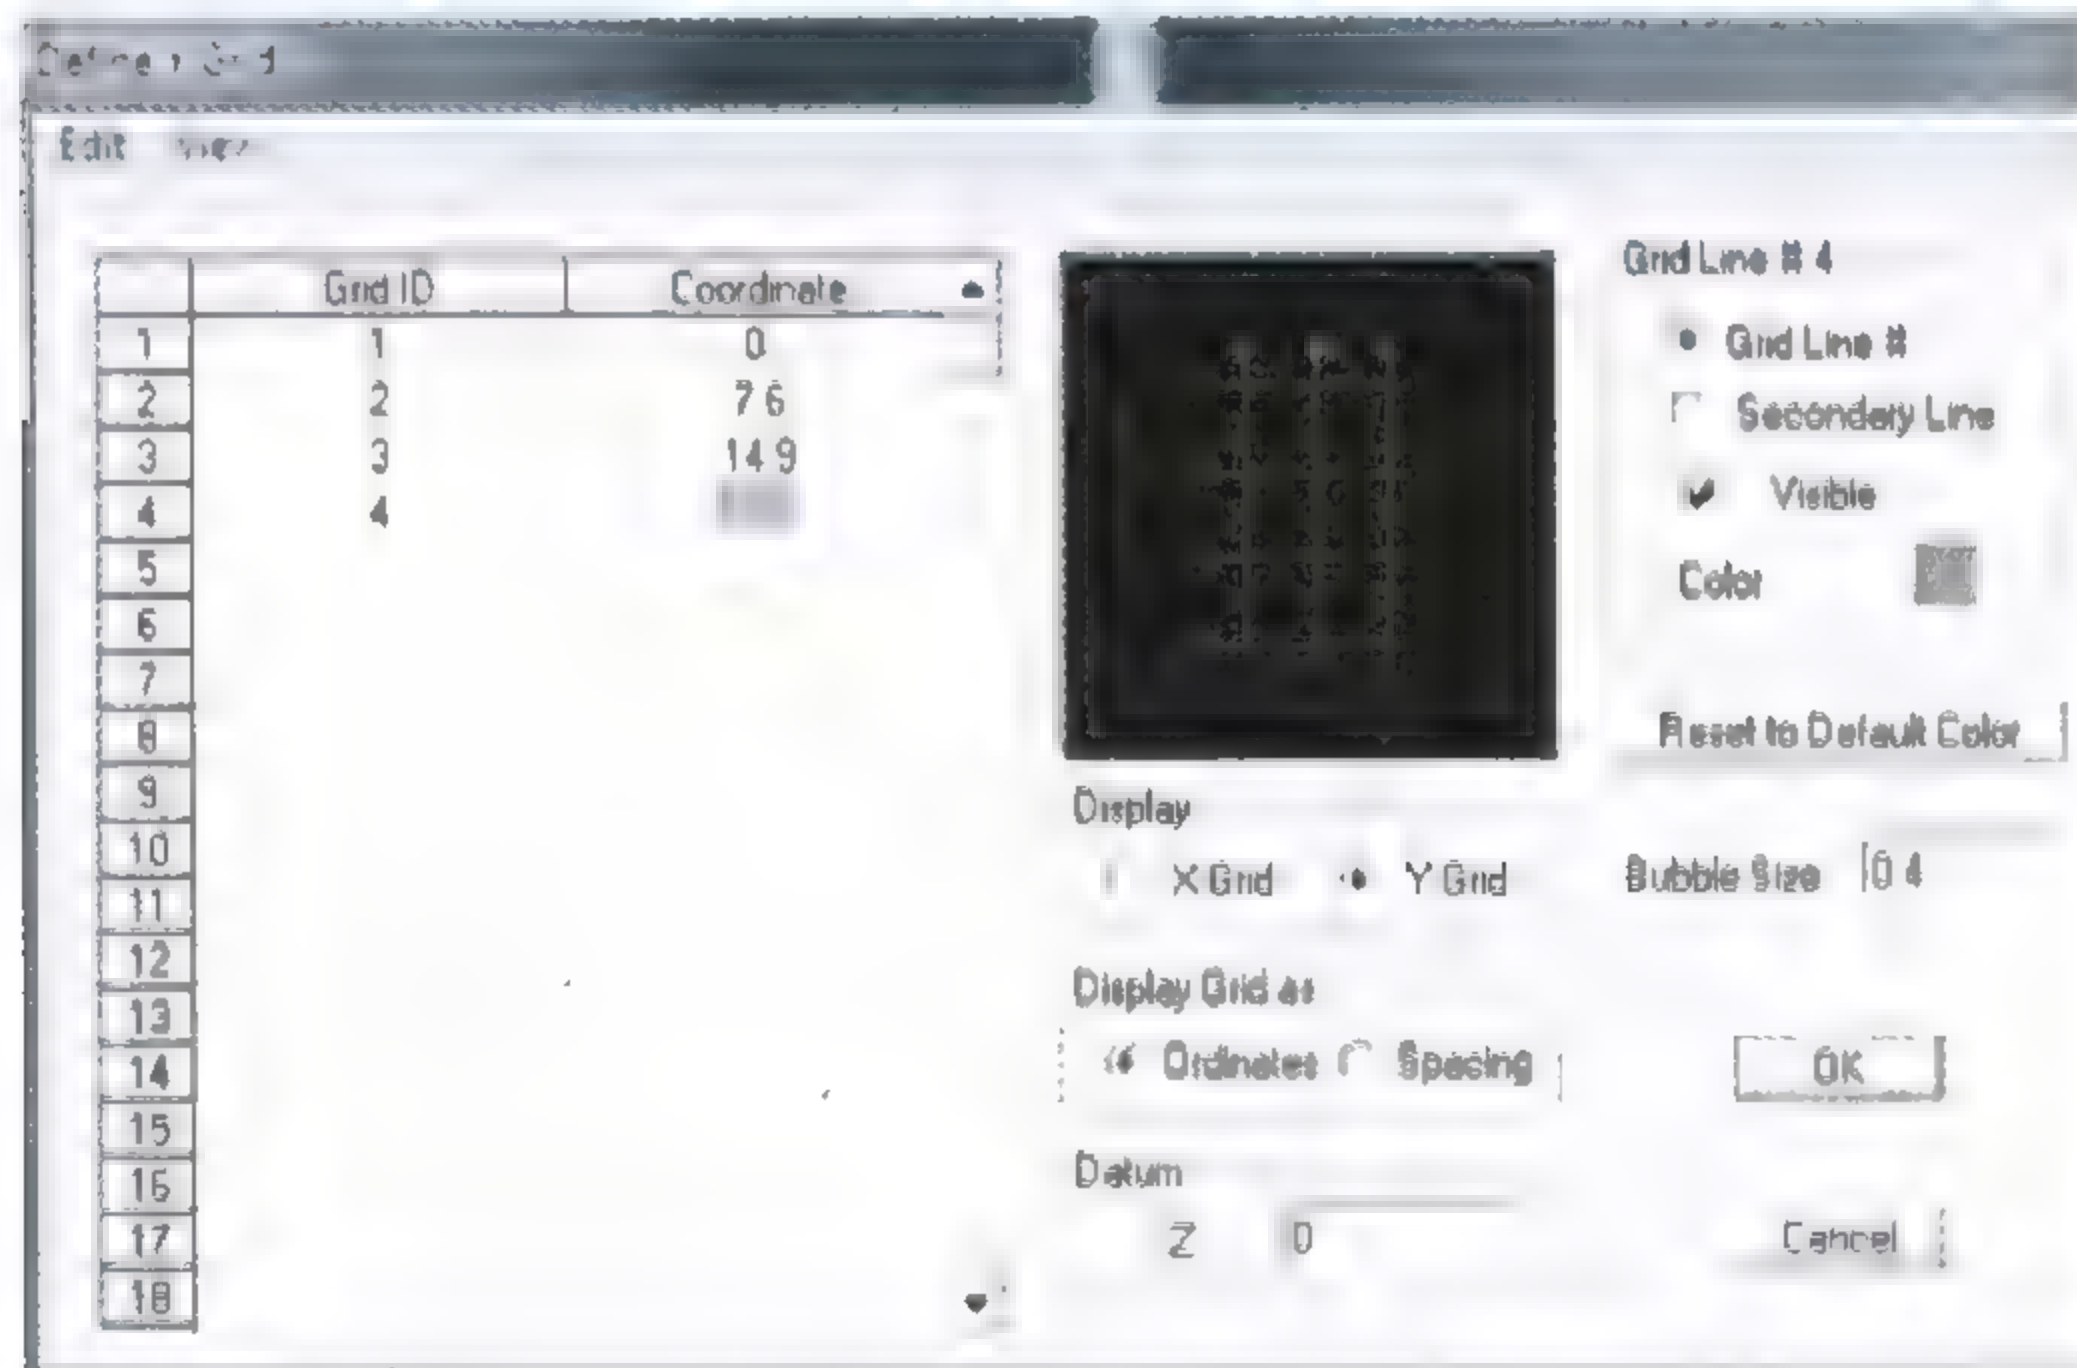 Edit View
Grid ID Coordinate
1 1 0
2 2 7 6
3 3 14 9
4 4
5
6
7
8
9
10
11
12
13
14
15
16
17
18
Display
X Grid Y Grid
Display Grid as
Ordinates Spacing
Datum
Z 0
Grid Line # 4
Grid Line #
Secondary Line
Visible
Color
Reset to Default Color
Bubble Size 0 4
OK
Cancel